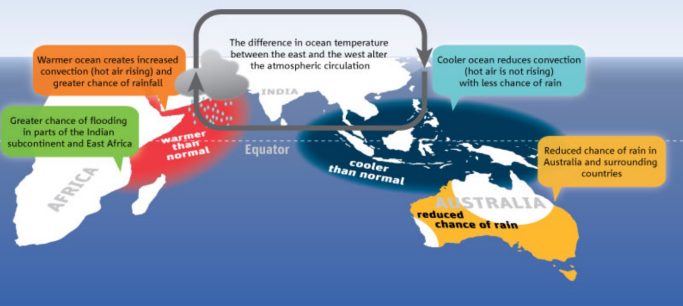 The difference in ocean temperature
between the east and the west alter
the atmospheric circulation
Warmer ocean creates increased
convection (hot air rising) and
greater chance of rainfall
Cooler ocean reduces convection
(hot air is not rising)
with less chance of rain
INDIA
Greater chance of flooding
in parts of the Indian
subcontinent and East Africa
warmer
than
normal
Equator
cooler
than normal
Reduced chance of rain in
Australia and surrounding
countries
AFRICA
AUSTRALIA
reduced
chance of rain